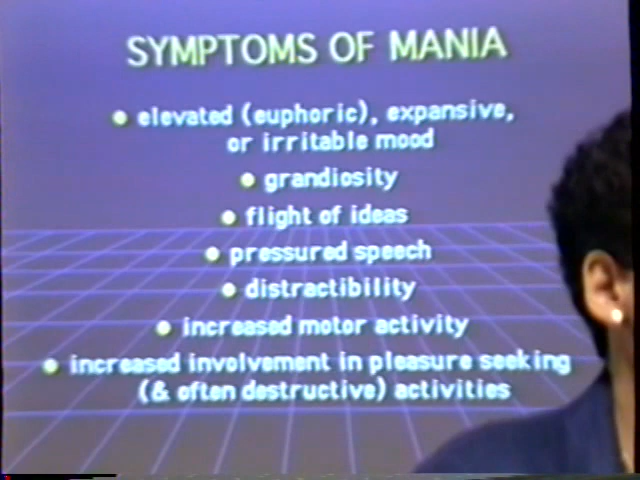 SYMPTOMS OF MANIA
• elevated (euphoric), expansive,
or irritable mood
• grandiosity
• flight of ideas
• pressured speech
• distractibility
• increased motor activity
• increased involvement in pleasure seeking
(& often destructive) activities